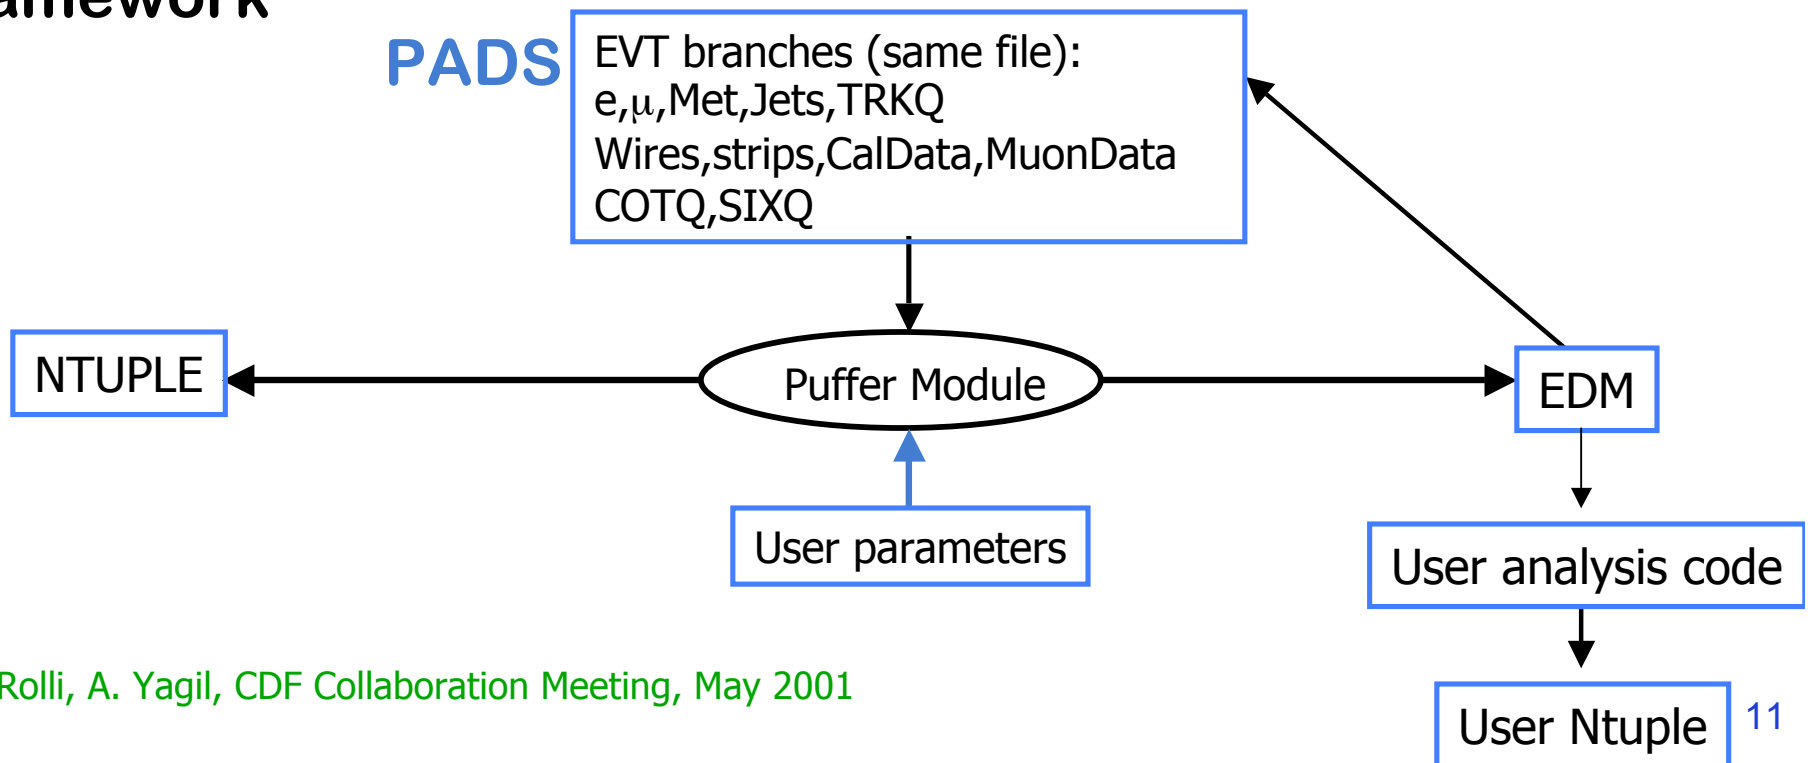 PADS
EVT branches (same file):
e,μ,Met,Jets,TRKQ
Wires,strips,CalData,MuonData
COTQ,SIXQ
NTUPLE
Puffer Module
EDM
User parameters
User analysis code
Rolli, A. Yagil, CDF Collaboration Meeting, May 2001
User Ntuple
11